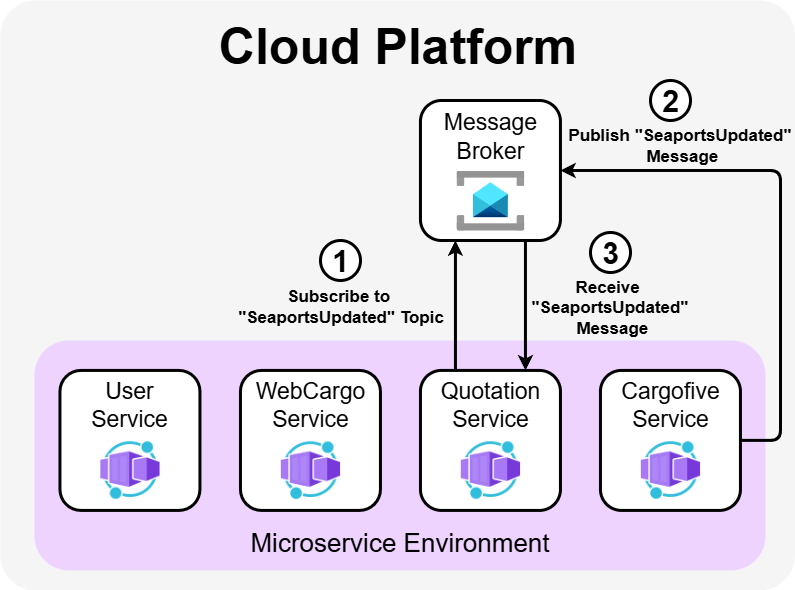 Cloud Platform
Message
Broker
2
Publish "SeaportsUpdated"
Message
1
Subscribe to
"SeaportsUpdated" Topic
3
Receive
"SeaportsUpdated"
Message
User
Service
WebCargo
Service
Quotation
Service
Cargofive
Service
Microservice Environment